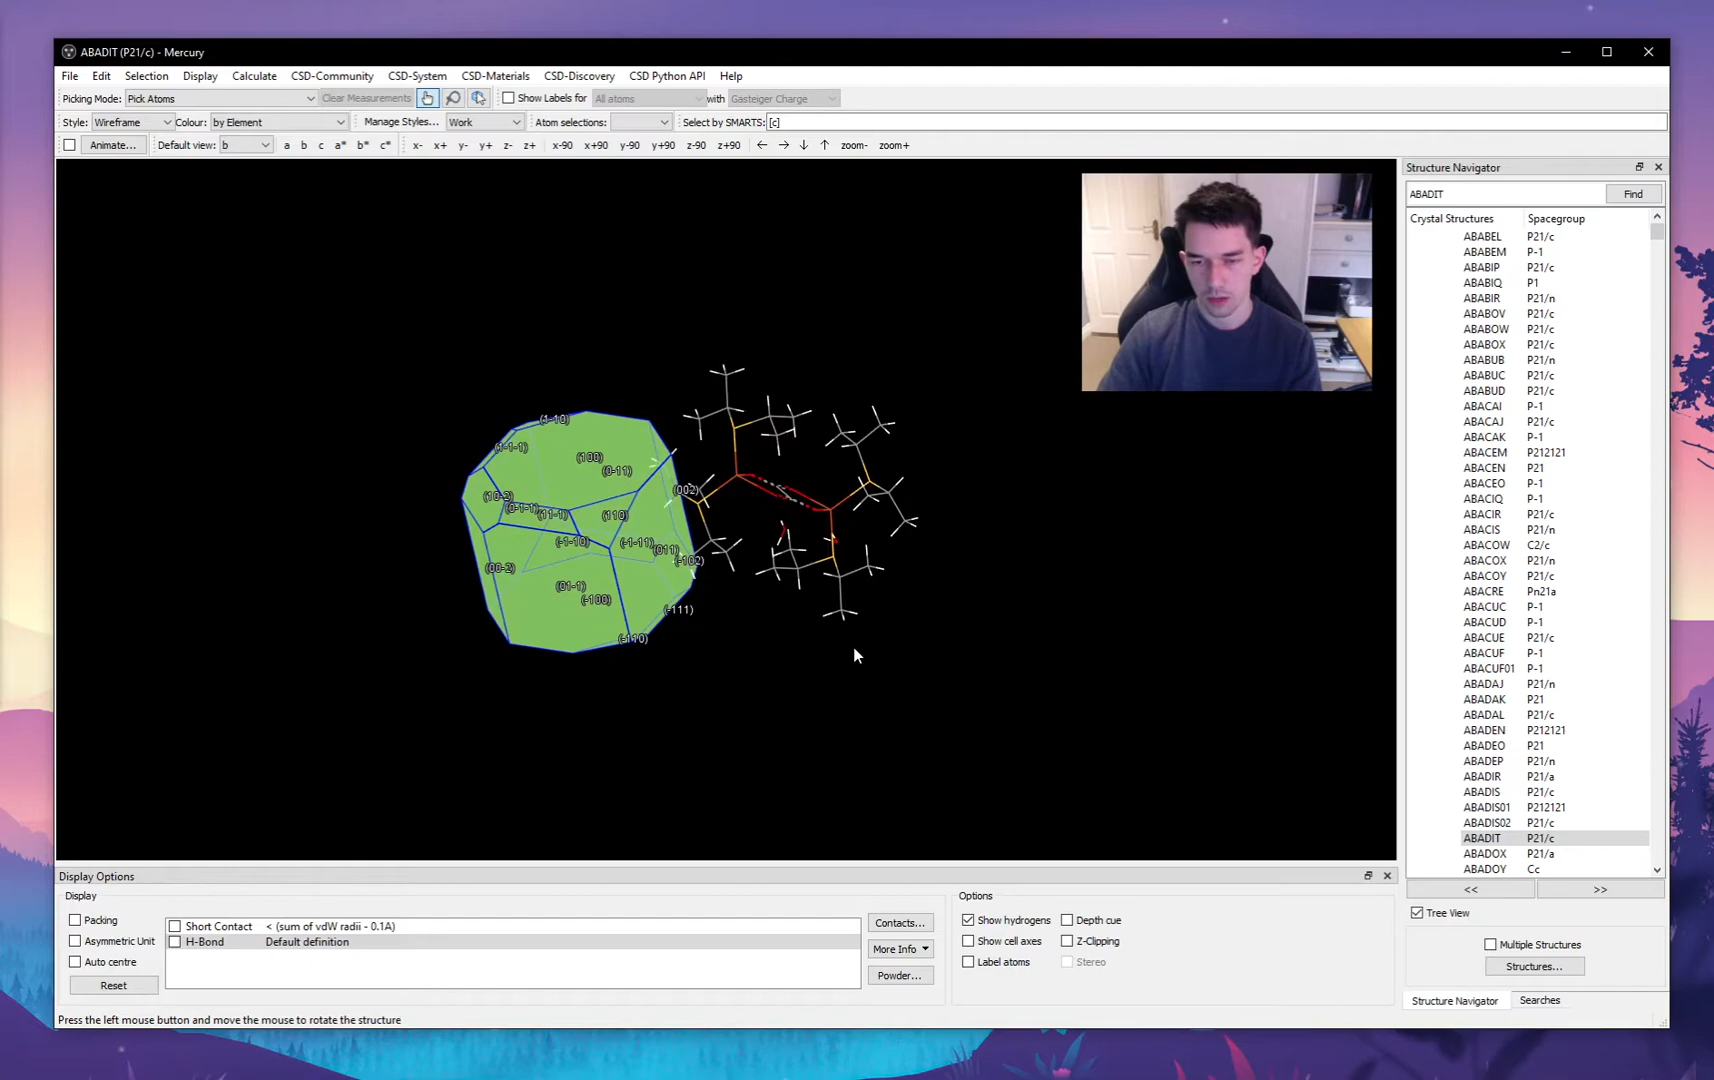 ABADIT (P21/c) - Mercury
File Edit Selection Display Calculate CSD-Community CSD-System CSD-Materials CSD-Discovery CSD Python API Help
Picking Mode: Pick Atoms Clear Measurements Show Labels for All atoms with Gasteiger Charge
Style: Wireframe Colour: by Element Manage Styles... Work Atom selections: Select by SMARTS: [c]
Animate... Default view: b a b c a* b* c* x- x+ y- y+ z- z+ x-90 x+90 y-90 y+90 z-90 z+90 ← → ↓ ↑ zoom- zoom+
Structure Navigator
ABADIT Find
Crystal Structures Spacegroup
ABABEL P21/c
ABABEM P-1
ABABIP P21/c
ABABIQ P1
ABABIR P21/n
ABABOV P21/c
ABABOW P21/c
ABABOX P21/c
ABABUB P21/n
ABABUC P21/c
ABABUD P21/c
ABACAI P-1
ABACAJ P21/c
ABACAK P-1
ABACEM P212121
ABACEN P21
ABACEO P-1
ABACIQ P-1
ABACIR P21/c
ABACIS P21/n
ABACOW C2/c
ABACOX P21/n
ABACOY P21/c
ABACRE Pn21a
ABACUC P-1
ABACUD P-1
ABACUE P21/c
ABACUF P-1
ABACUF01 P-1
ABADAJ P21/n
ABADAK P21
ABADAL P21/c
ABADEN P212121
ABADEO P21
ABADEP P21/n
ABADIR P21/a
ABADIS P21/c
ABADIS01 P212121
ABADIS02 P21/c
ABADIT P21/c
ABADOX P21/a
ABADOY Cc
<< >>
Tree View
Multiple Structures
Structures...
Structure Navigator Searches
(1-10)
(1-1-1)
(100)
(0-11)
(002)
(10-2)
(0-1-1)
(11-1)
(110)
(-1-10)
(-1-11)
(011)
(-102)
(00-2)
(01-1)
(-100)
(-111)
(-110)
Display Options
Display
Packing
Asymmetric Unit
Auto centre
Reset
Short Contact < (sum of vdW radii - 0.1A)
H-Bond Default definition
Contacts...
More Info
Powder...
Options
Show hydrogens Depth cue
Show cell axes Z-Clipping
Label atoms Stereo
Press the left mouse button and move the mouse to rotate the structure